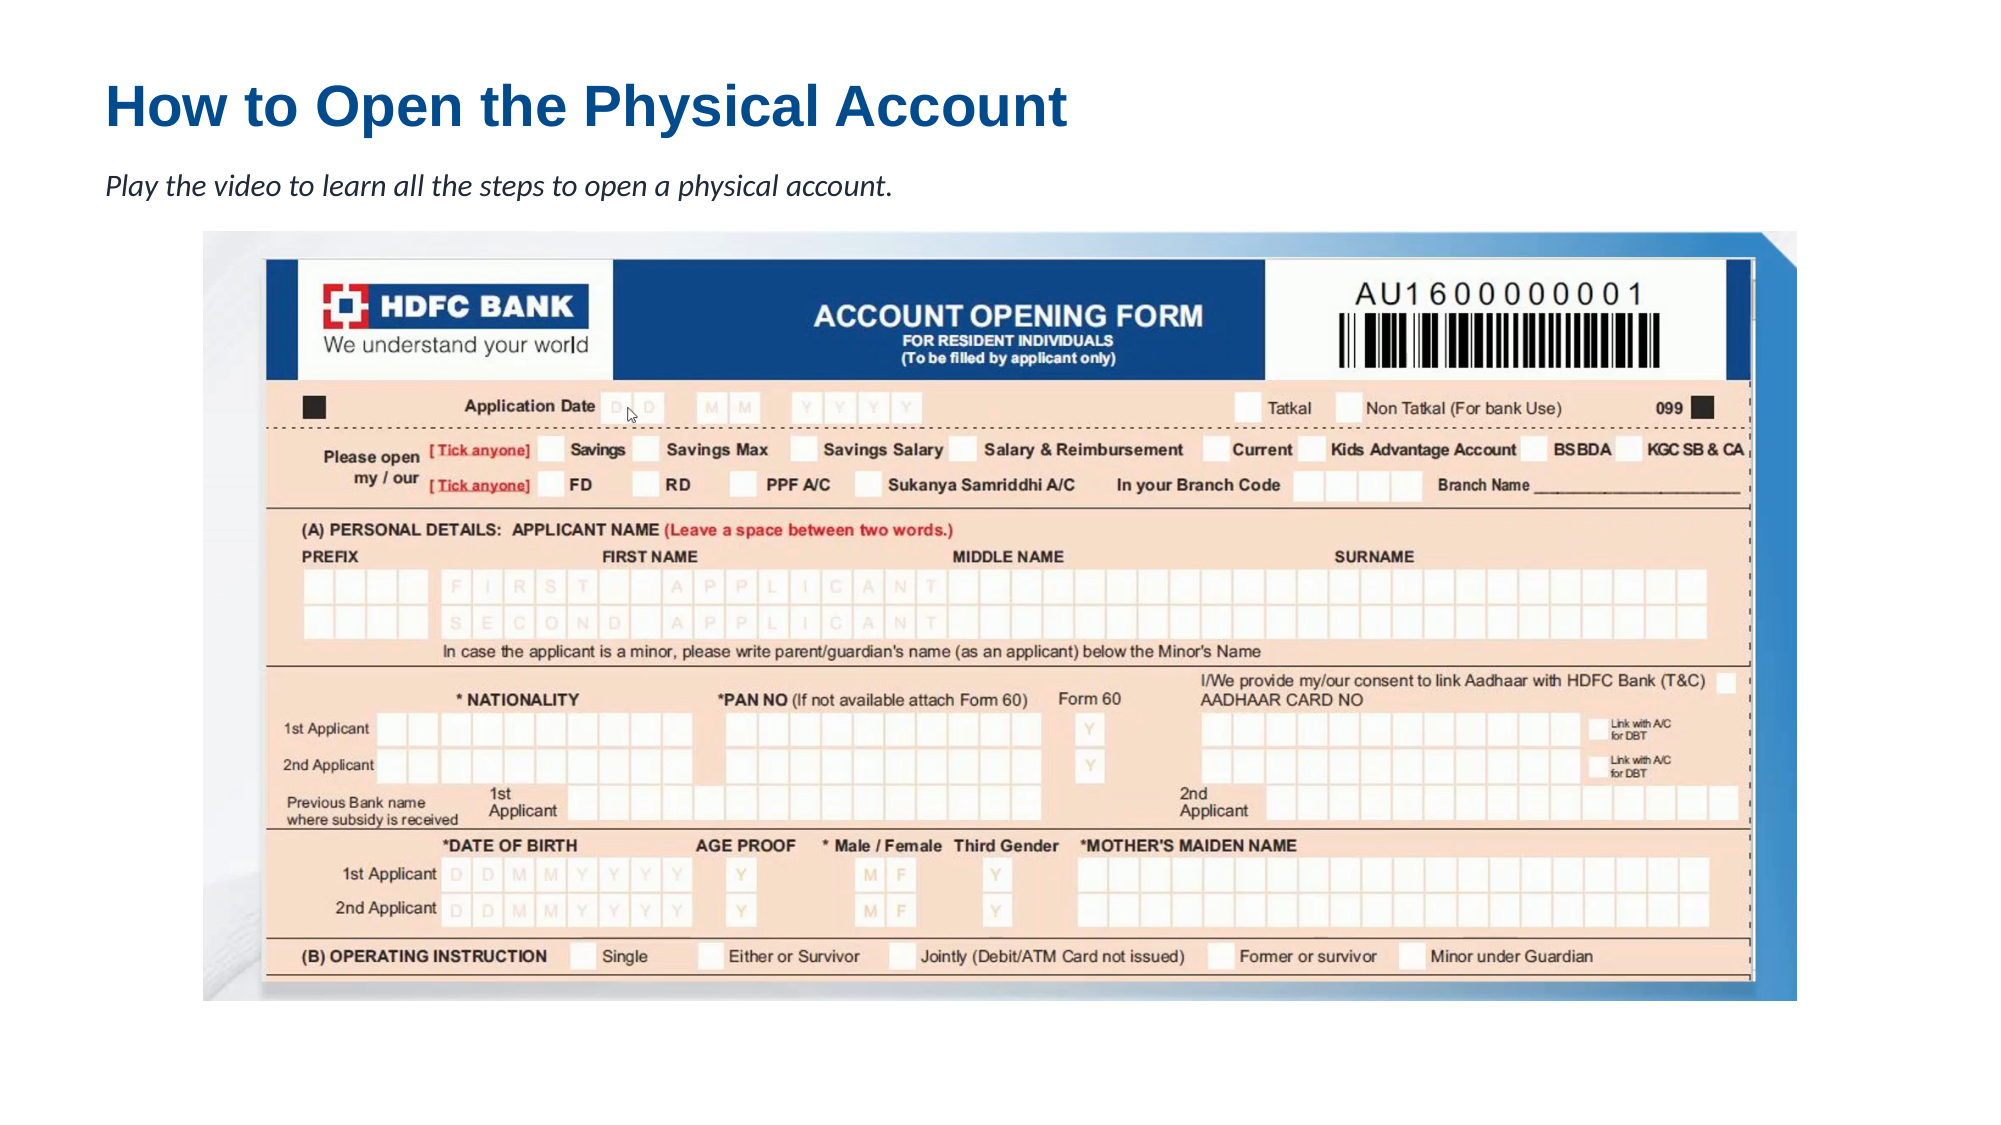 How to Open the Physical Account
Play the video to learn all the steps to open a physical account.
HDFC BANK
We understand your world
ACCOUNT OPENING FORM
FOR RESIDENT INDIVIDUALS
(To be filled by applicant only)
AU1600000001
Application Date D D M M Y Y Y Y Tatkal Non Tatkal (For bank Use) 099
Please open my / our
[ Tick anyone] Savings Savings Max Savings Salary Salary & Reimbursement Current Kids Advantage Account BSBDA KGC SB & CA
[ Tick anyone] FD RD PPF A/C Sukanya Samriddhi A/C In your Branch Code Branch Name
(A) PERSONAL DETAILS: APPLICANT NAME (Leave a space between two words.)
PREFIX FIRST NAME MIDDLE NAME SURNAME
FIRST APPLICANT
SECOND APPLICANT
In case the applicant is a minor, please write parent/guardian's name (as an applicant) below the Minor's Name
* NATIONALITY *PAN NO (If not available attach Form 60) Form 60
I/We provide my/our consent to link Aadhaar with HDFC Bank (T&C)
AADHAAR CARD NO
1st Applicant Y Link with A/C for DBT
2nd Applicant Y Link with A/C for DBT
Previous Bank name
where subsidy is received
1st Applicant
2nd Applicant
*DATE OF BIRTH AGE PROOF * Male / Female Third Gender *MOTHER'S MAIDEN NAME
1st Applicant D D M M Y Y Y Y Y M F Y
2nd Applicant D D M M Y Y Y Y Y M F Y
(B) OPERATING INSTRUCTION Single Either or Survivor Jointly (Debit/ATM Card not issued) Former or survivor Minor under Guardian